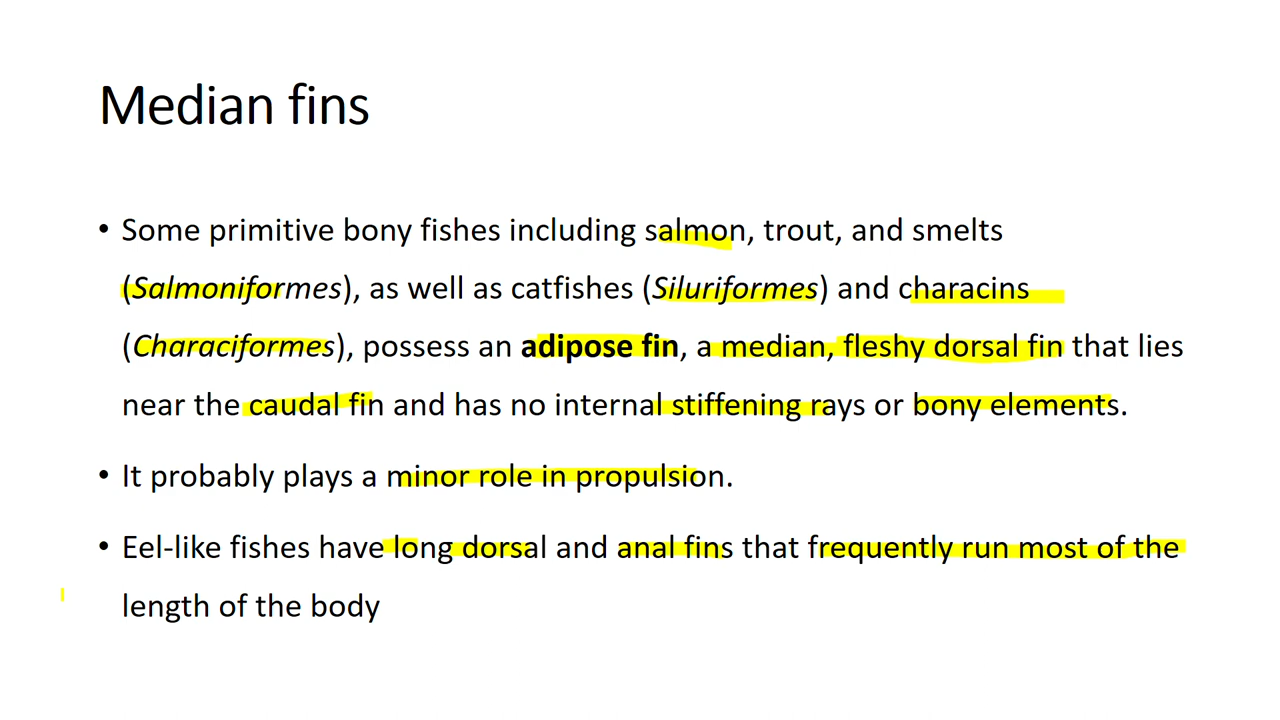 Median fins
• Some primitive bony fishes including salmon, trout, and smelts
(Salmoniformes), as well as catfishes (Siluriformes) and characins
(Characiformes), possess an adipose fin, a median, fleshy dorsal fin that lies
near the caudal fin and has no internal stiffening rays or bony elements.
• It probably plays a minor role in propulsion.
• Eel-like fishes have long dorsal and anal fins that frequently run most of the
length of the body